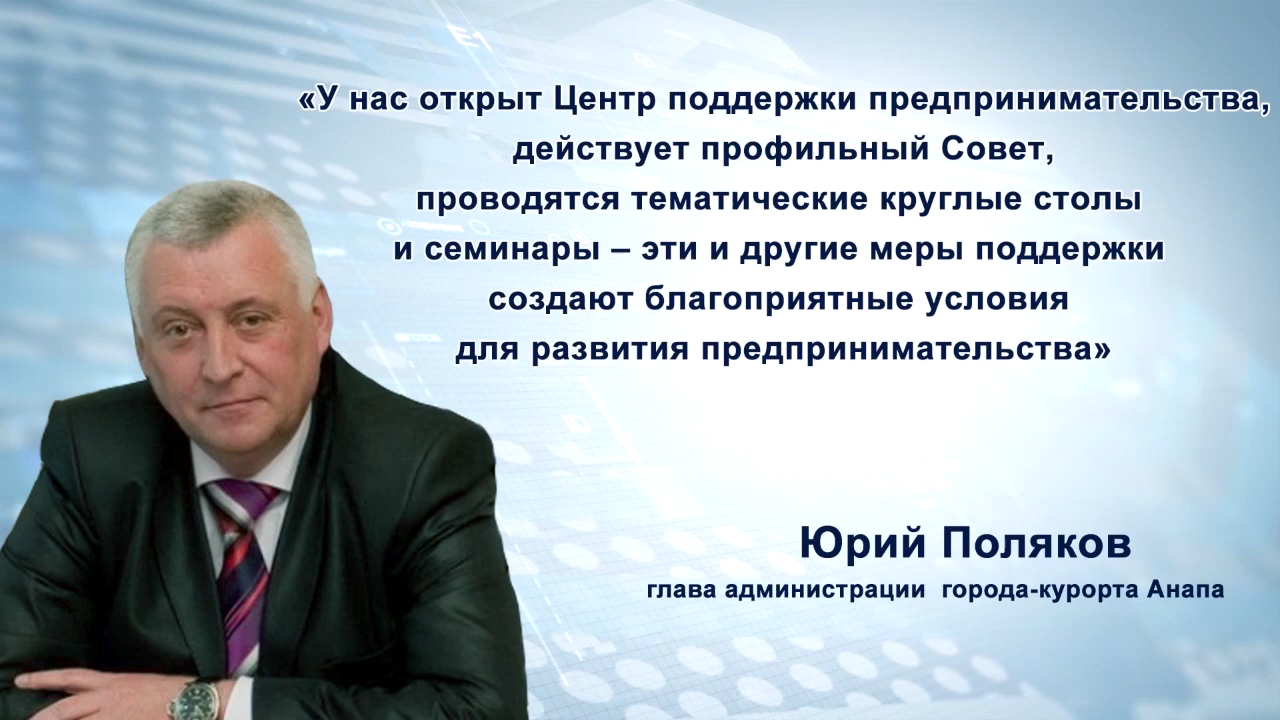 «У нас открыт Центр поддержки предпринимательства,
действует профильный Совет,
проводятся тематические круглые столы
и семинары – эти и другие меры поддержки
создают благоприятные условия
для развития предпринимательства»
Юрий Поляков
глава администрации города-курорта Анапа